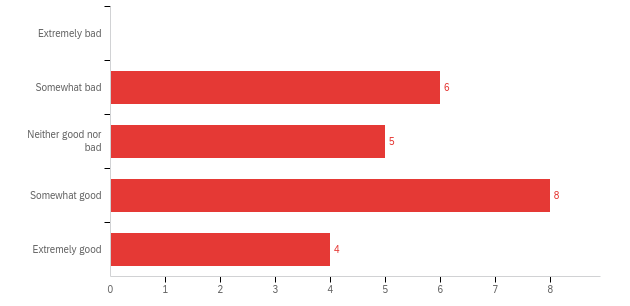 Extremely bad
Somewhat bad
6
Neither good nor
bad
5
Somewhat good
8
Extremely good
4
0 1 2 3 4 5 6 7 8